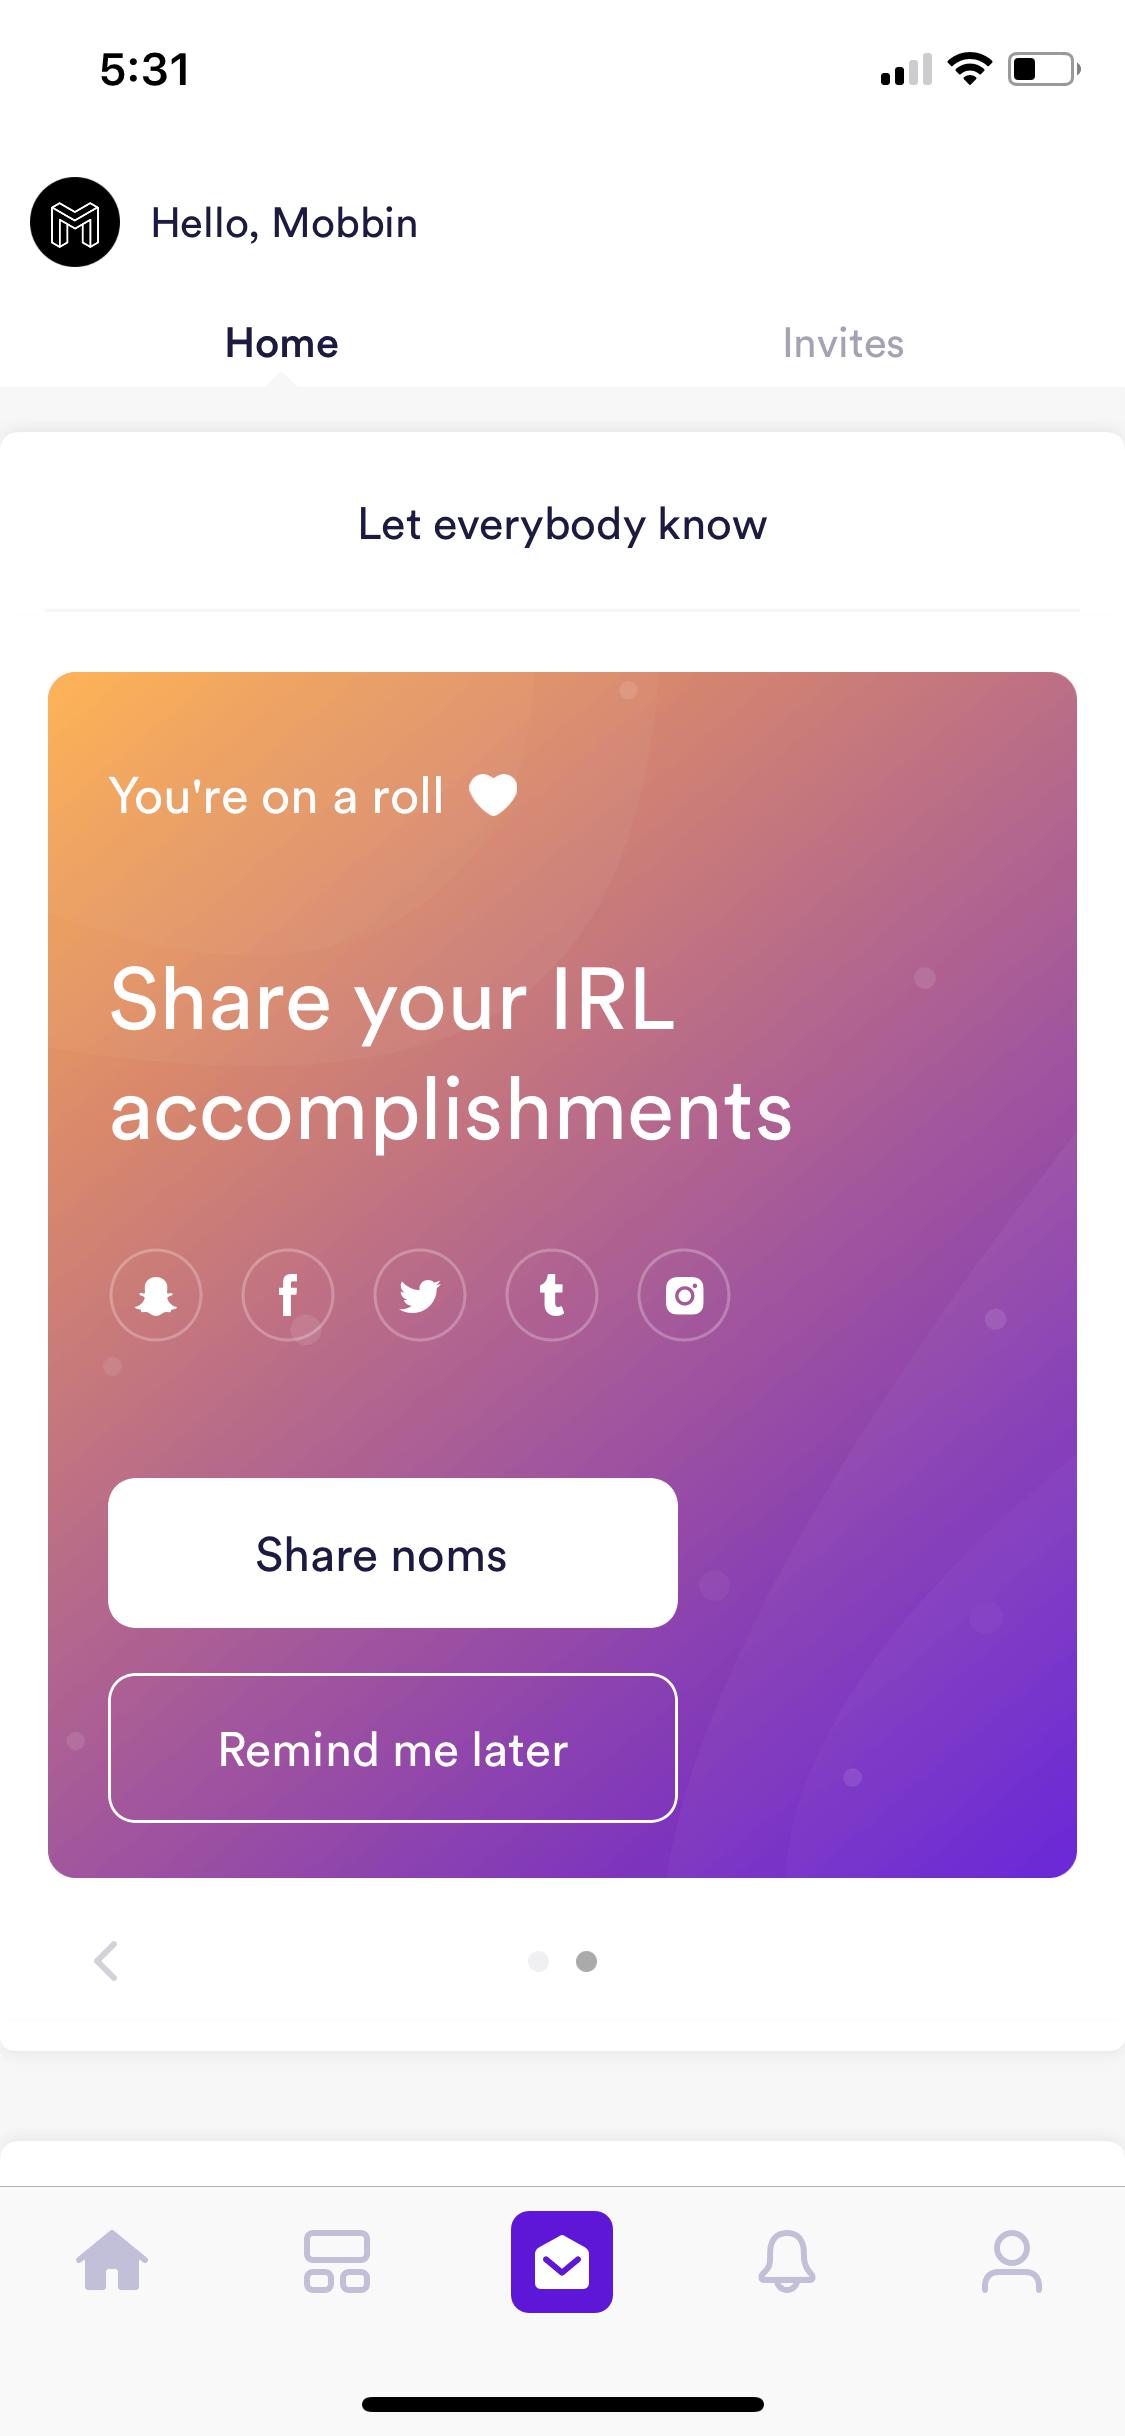 5:31
Hello, Mobbin
Home
Invites
Let everybody know
You're on a roll
Share your IRL
accomplishments
Share noms
Remind me later